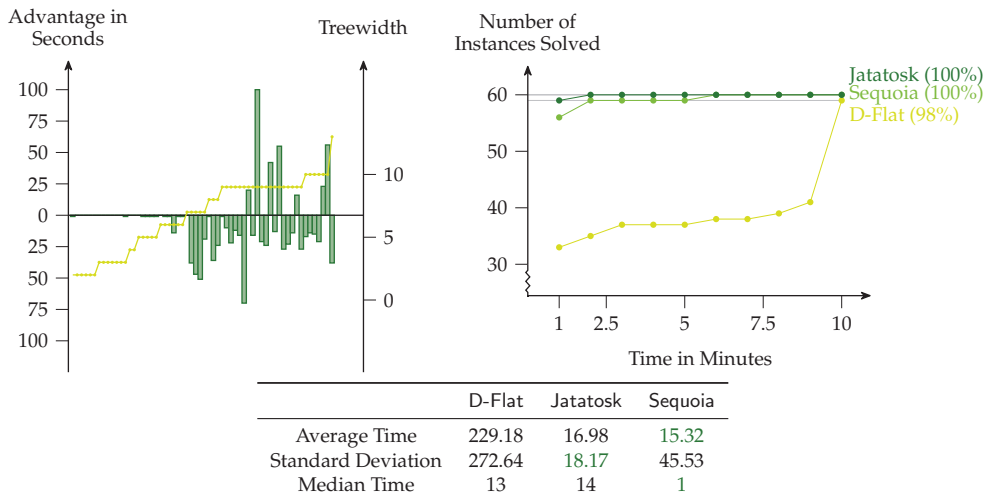 Advantage in
Seconds
Treewidth
100
75
50
25
0
25
50
75
100
10
5
0
Number of
Instances Solved
60
50
40
30
1
2.5
5
7.5
10
Time in Minutes
Jatatosk (100%)
Sequoia (100%)
D-Flat (98%)
D-Flat Jatatosk Sequoia
Average Time 229.18 16.98 15.32
Standard Deviation 272.64 18.17 45.53
Median Time 13 14 1